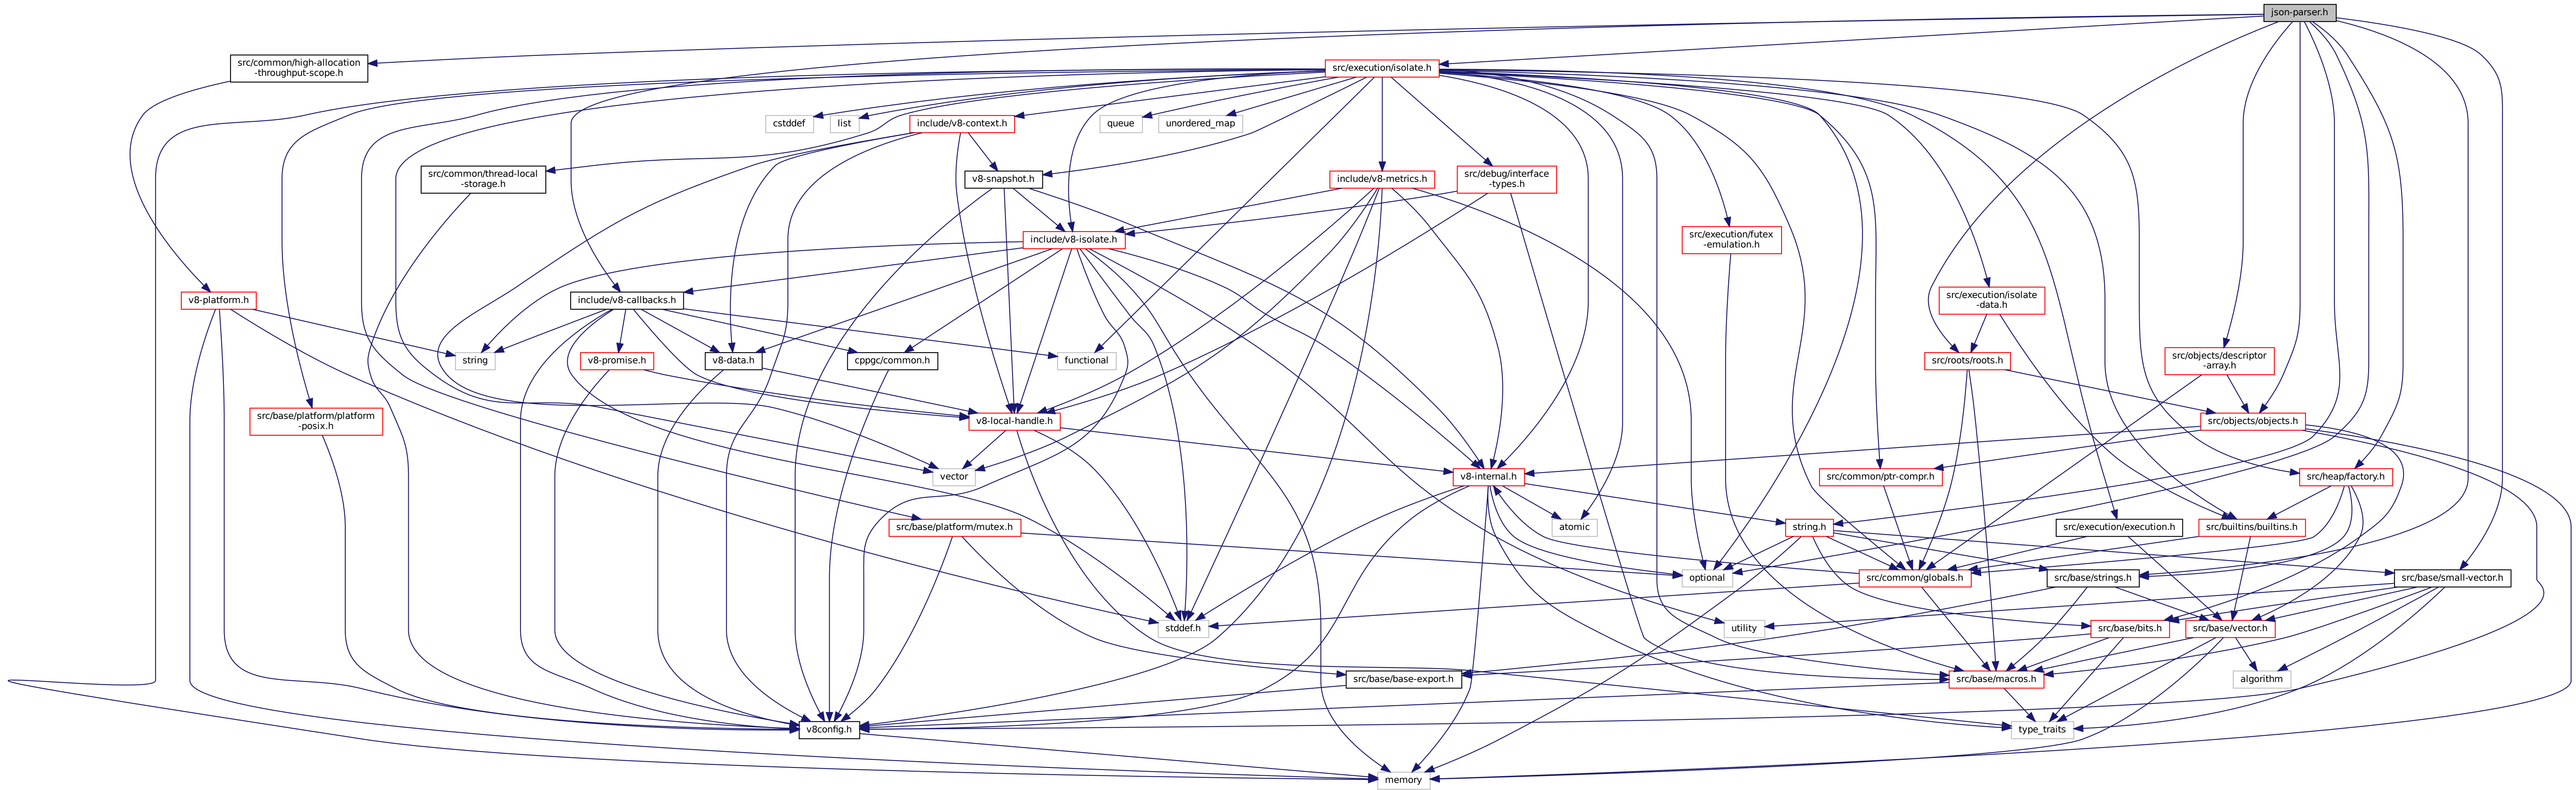 json-parser.h
src/common/high-allocation
-throughput-scope.h
src/execution/isolate.h
cstddef
list
include/v8-context.h
queue
unordered_map
src/common/thread-local
-storage.h
v8-snapshot.h
include/v8-metrics.h
src/debug/interface
-types.h
include/v8-isolate.h
src/execution/futex
-emulation.h
v8-platform.h
include/v8-callbacks.h
src/execution/isolate
-data.h
string
v8-promise.h
v8-data.h
cppgc/common.h
functional
src/roots/roots.h
src/objects/descriptor
-array.h
src/base/platform/platform
-posix.h
v8-local-handle.h
src/objects/objects.h
vector
v8-internal.h
src/common/ptr-compr.h
src/heap/factory.h
src/base/platform/mutex.h
atomic
string.h
src/execution/execution.h
src/builtins/builtins.h
optional
src/common/globals.h
src/base/strings.h
src/base/small-vector.h
stddef.h
utility
src/base/bits.h
src/base/vector.h
src/base/base-export.h
src/base/macros.h
algorithm
v8config.h
type_traits
memory